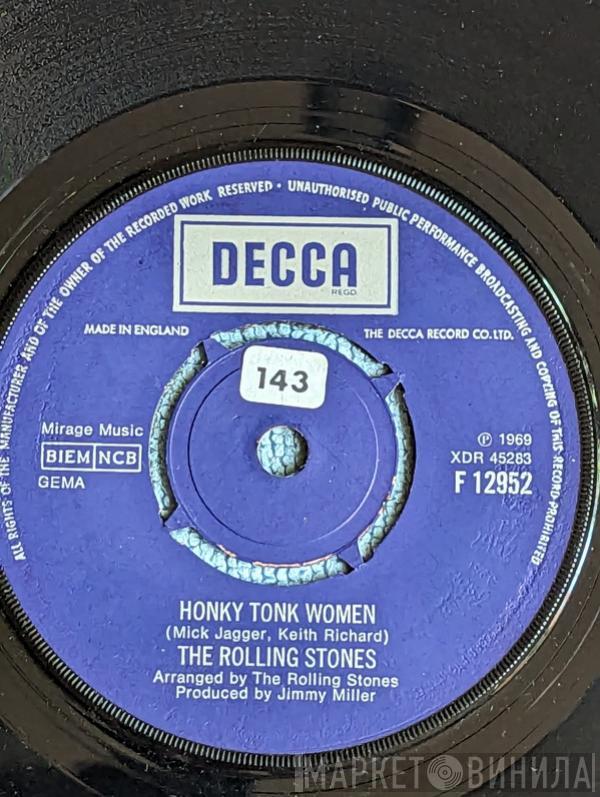 ALL RIGHTS OF THE MANUFACTURER AND OF THE OWNER OF THE RECORDED WORK RESERVED · UNAUTHORISED PUBLIC PERFORMANCE BROADCASTING AND COPYING OF THIS RECORD PROHIBITED
DECCA
REGD.
MADE IN ENGLAND
THE DECCA RECORD CO. LTD.
143
Mirage Music
BIEM NCB
GEMA
℗ 1969
XDR 45283
F 12952
HONKY TONK WOMEN
(Mick Jagger, Keith Richard)
THE ROLLING STONES
Arranged by The Rolling Stones
Produced by Jimmy Miller
МАРКЕТ ВИНИЛА